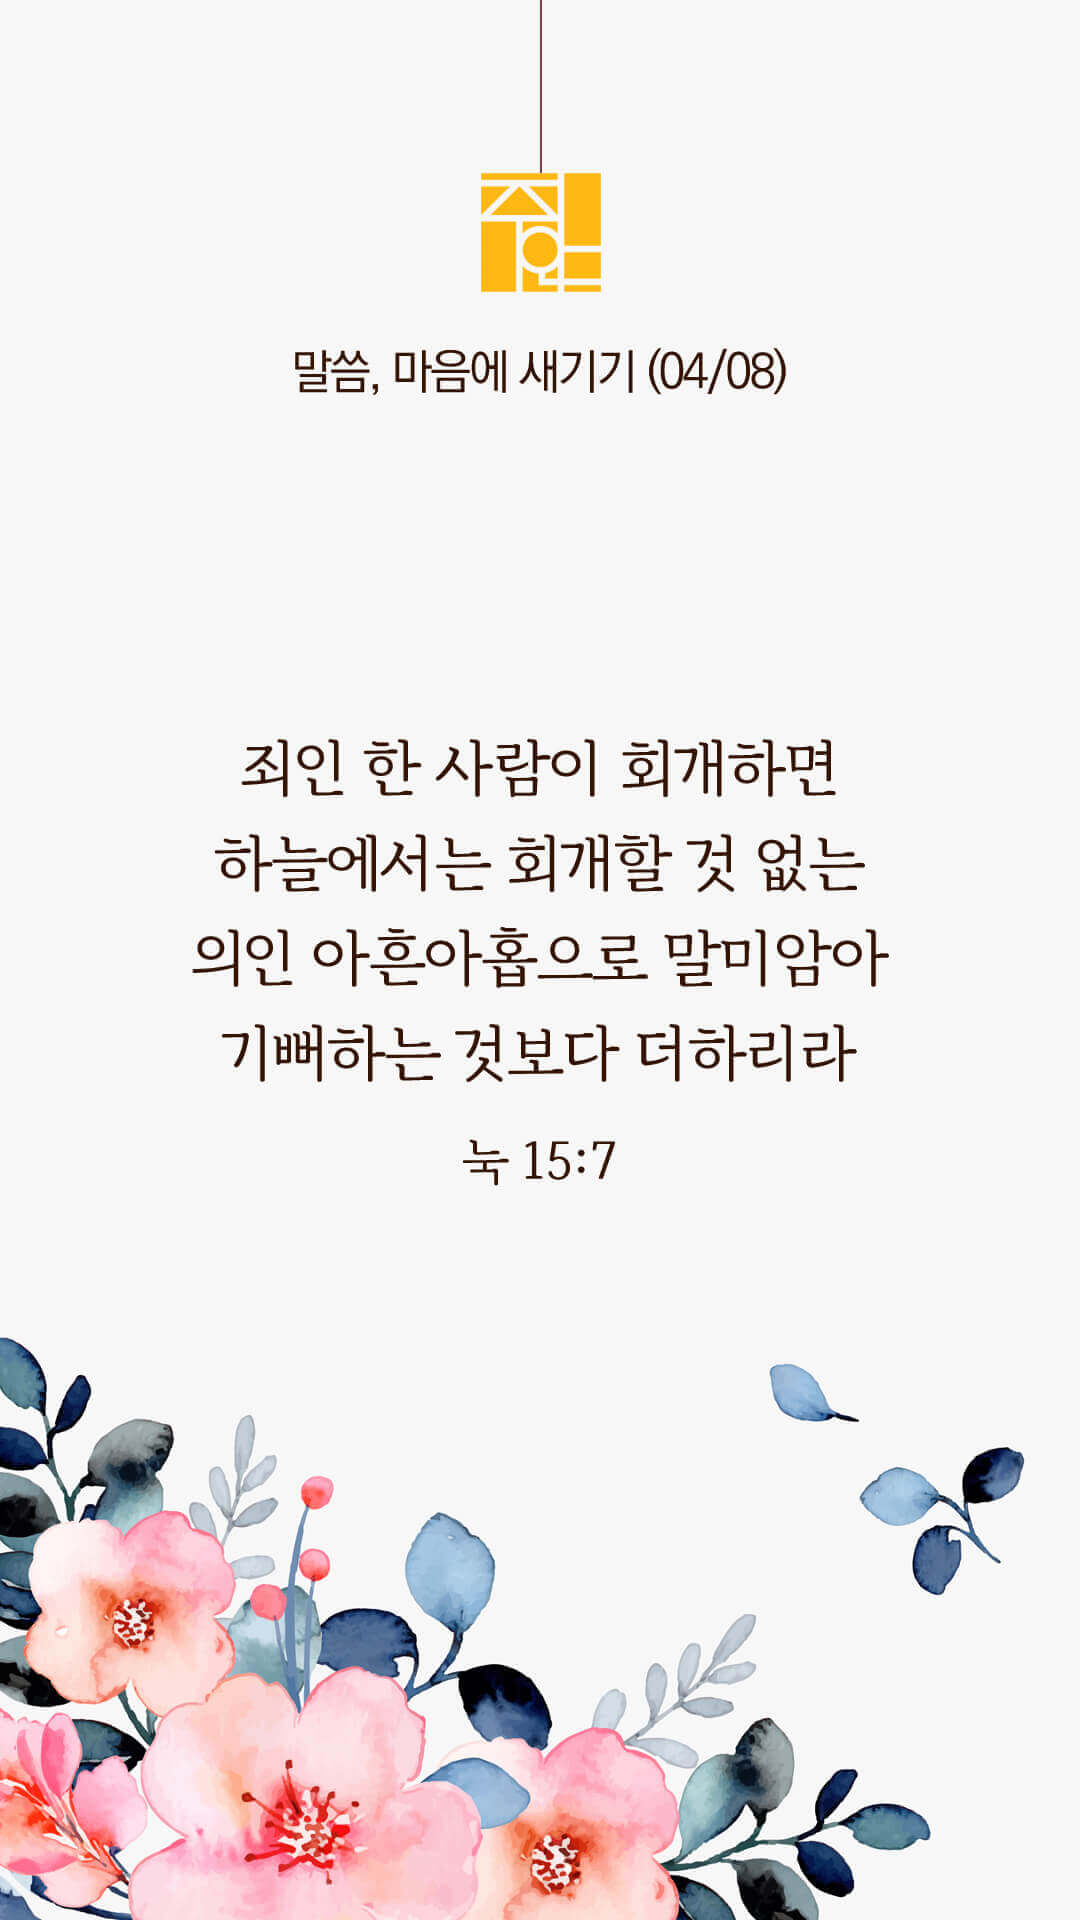 주인
말씀, 마음에 새기기 (04/08)
죄인 한 사람이 회개하면
하늘에서는 회개할 것 없는
의인 아흔아홉으로 말미암아
기뻐하는 것보다 더하리라
눅 15:7